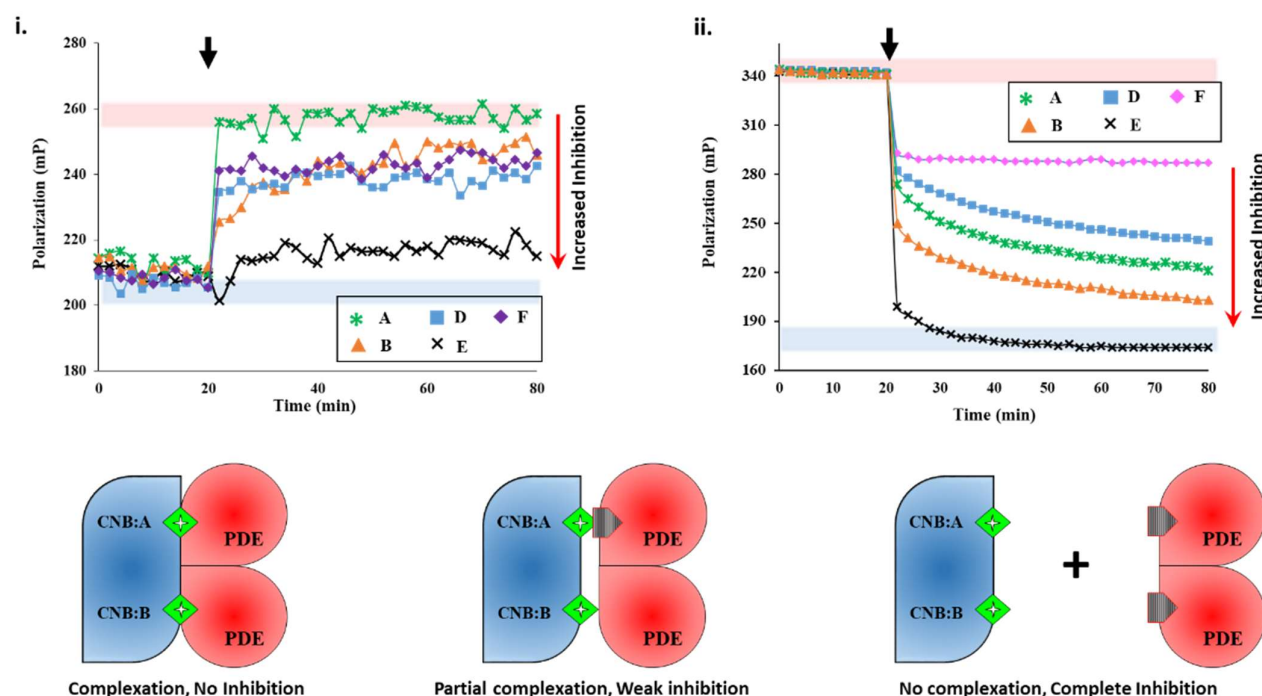 i.
280
260
240
220
200
180
Polarization (mP)
0
20
40
60
80
Time (min)
A
D
F
B
E
Increased Inhibition
ii.
340
300
250
220
180
160
Polarization (mP)
0
10
20
30
40
50
60
70
80
Time (min)
A
D
F
B
E
Increased Inhibition
CNB:A
CNB:B
PDE
PDE
Complexation, No Inhibition
CNB:A
CNB:B
PDE
PDE
Partial complexation, Weak inhibition
CNB:A
CNB:B
+
PDE
PDE
No complexation, Complete Inhibition